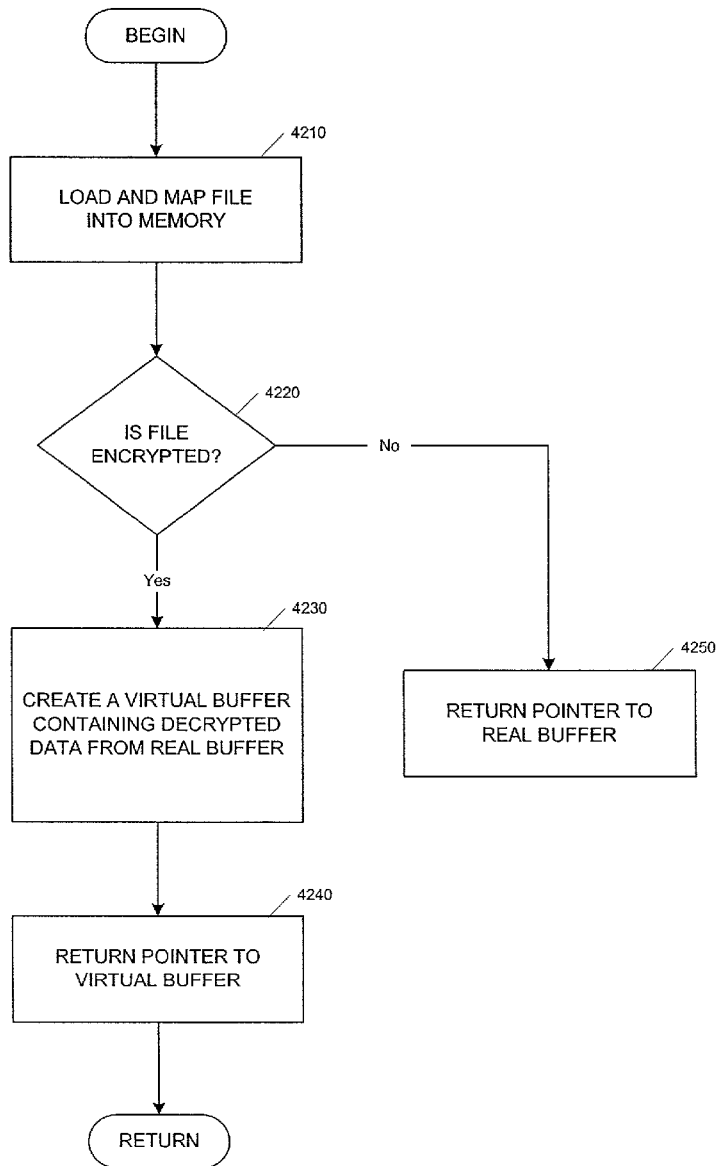 BEGIN
4210
LOAD AND MAP FILE
INTO MEMORY
4220
IS FILE
ENCRYPTED?
No
Yes
4230
CREATE A VIRTUAL BUFFER
CONTAINING DECRYPTED
DATA FROM REAL BUFFER
4250
RETURN POINTER TO
REAL BUFFER
4240
RETURN POINTER TO
VIRTUAL BUFFER
RETURN